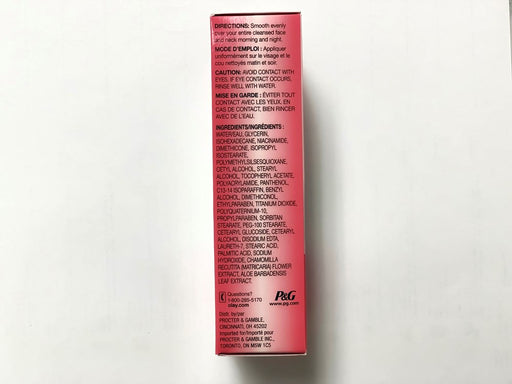 DIRECTIONS: Smooth evenly
over your entire cleansed face
and neck morning and night.
MODE D'EMPLOI : Appliquer
uniformément sur le visage et le
cou nettoyés matin et soir.
CAUTION: AVOID CONTACT WITH
EYES. IF EYE CONTACT OCCURS,
RINSE WELL WITH WATER.
MISE EN GARDE : ÉVITER TOUT
CONTACT AVEC LES YEUX. EN
CAS DE CONTACT, BIEN RINCER
AVEC DE L'EAU.
INGREDIENTS/INGRÉDIENTS :
WATER/EAU, GLYCERIN,
ISOHEXADECANE, NIACINAMIDE,
DIMETHICONE, ISOPROPYL
ISOSTEARATE,
POLYMETHYLSILSESQUIOXANE,
CETYL ALCOHOL, STEARYL
ALCOHOL, TOCOPHERYL ACETATE,
POLYACRYLAMIDE, PANTHENOL,
C13-14 ISOPARAFFIN, BENZYL
ALCOHOL, DIMETHICONOL,
ETHYLPARABEN, TITANIUM DIOXIDE,
POLYQUATERNIUM-10,
PROPYLPARABEN, SORBITAN
STEARATE, PEG-100 STEARATE,
CETEARYL GLUCOSIDE, CETEARYL
ALCOHOL, DISODIUM EDTA,
LAURETH-7, STEARIC ACID,
PALMITIC ACID, SODIUM
HYDROXIDE, CHAMOMILLA
RECUTITA (MATRICARIA) FLOWER
EXTRACT, ALOE BARBADENSIS
LEAF EXTRACT.
Questions?
1-800-285-5170
olay.com
P&G
www.pg.com
Distr. by/par
PROCTER & GAMBLE,
CINCINNATI, OH 45202
Imported for/Importé pour
PROCTER & GAMBLE INC.,
TORONTO, ON M5W 1C5